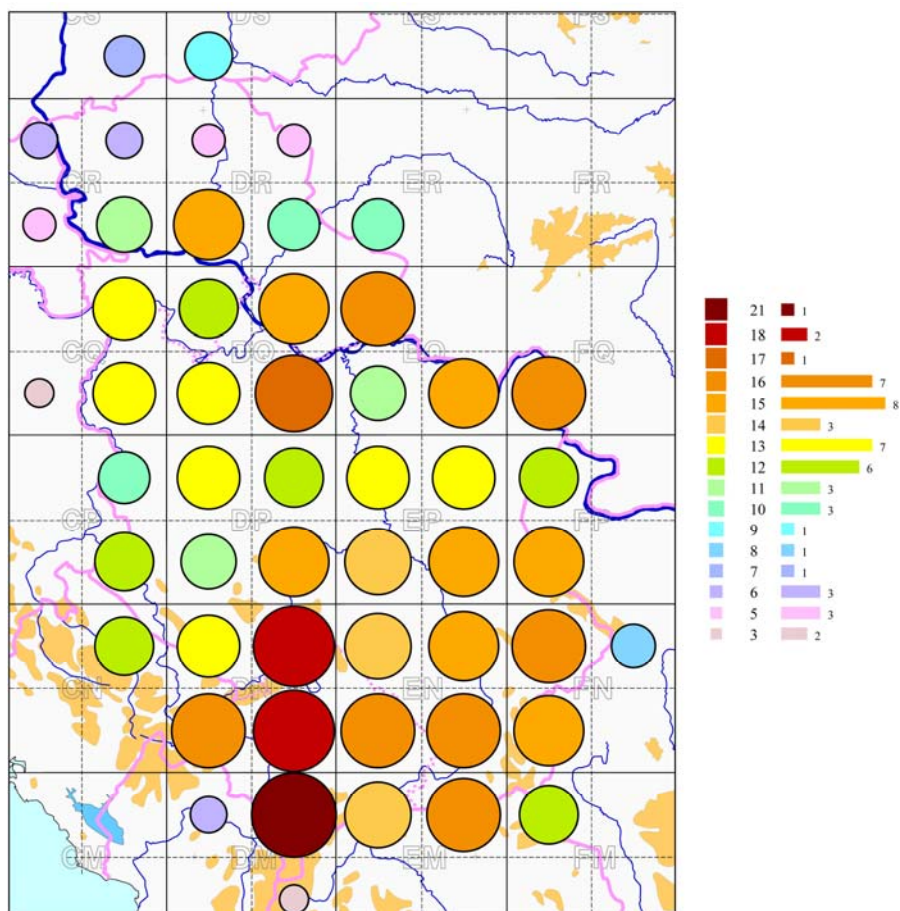 CS DS ES FS
CR DR ER FR
CQ DQ EQ FQ
CP DP EP FP
CN DN EN FN
CM DM EM FM
21 1
18 2
17 1
16 7
15 8
14 3
13 7
12 6
11 3
10 3
9 1
8 1
7 1
6 3
5 3
3 2